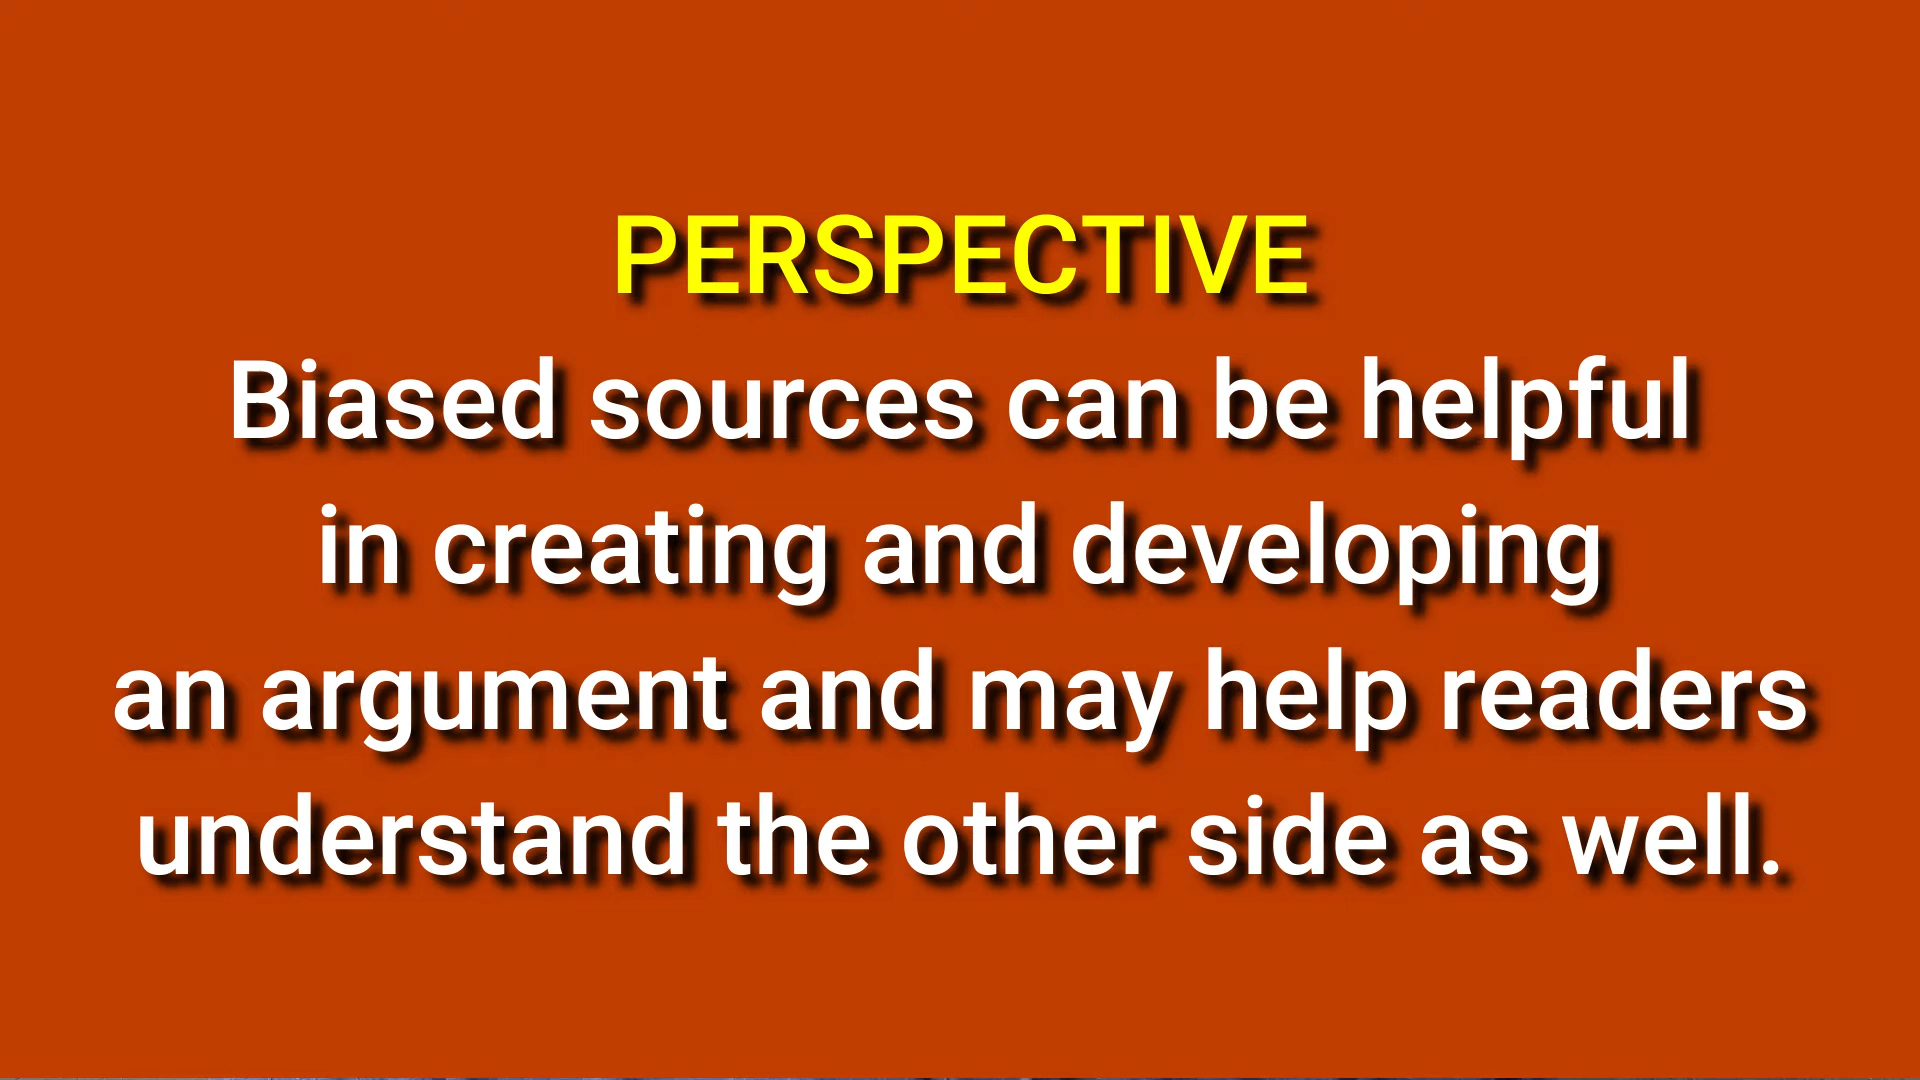 PERSPECTIVE
Biased sources can be helpful
in creating and developing
an argument and may help readers
understand the other side as well.